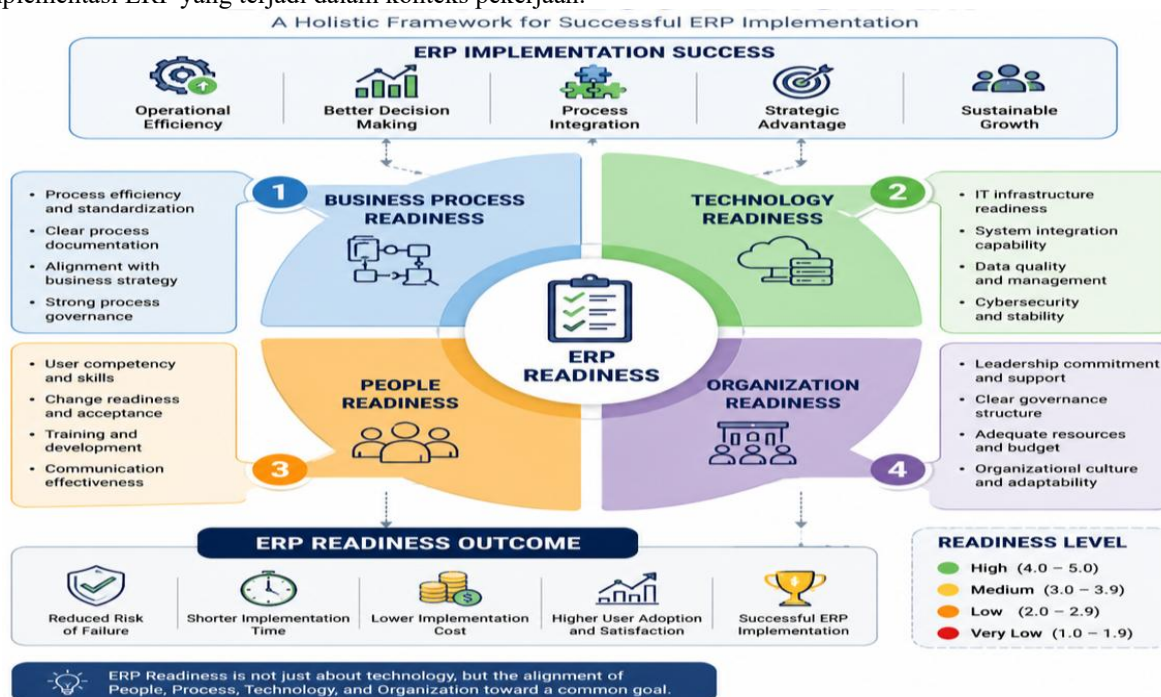 plementasi ERP yang terjadi dalam konteks pekerjaan.
A Holistic Framework for Successful ERP Implementation
ERP IMPLEMENTATION SUCCESS
Operational
Efficiency
Better Decision
Making
Process
Integration
Strategic
Advantage
Sustainable
Growth
1
BUSINESS PROCESS
READINESS
• Process efficiency
and standardization
• Clear process
documentation
• Alignment with
business strategy
• Strong process
governance
2
TECHNOLOGY
READINESS
• IT infrastructure
readiness
• System integration
capability
• Data quality
and management
• Cybersecurity
and stability
ERP
READINESS
3
PEOPLE
READINESS
• User competency
and skills
• Change readiness
and acceptance
• Training and
development
• Communication
effectiveness
4
ORGANIZATION
READINESS
• Leadership commitment
and support
• Clear governance
structure
• Adequate resources
and budget
• Organizational culture
and adaptability
ERP READINESS OUTCOME
Reduced Risk
of Failure
Shorter Implementation
Time
Lower Implementation
Cost
Higher User Adoption
and Satisfaction
Successful ERP
Implementation
READINESS LEVEL
High (4.0 – 5.0)
Medium (3.0 – 3.9)
Low (2.0 – 2.9)
Very Low (1.0 – 1.9)
ERP Readiness is not just about technology, but the alignment of
People, Process, Technology, and Organization toward a common goal.